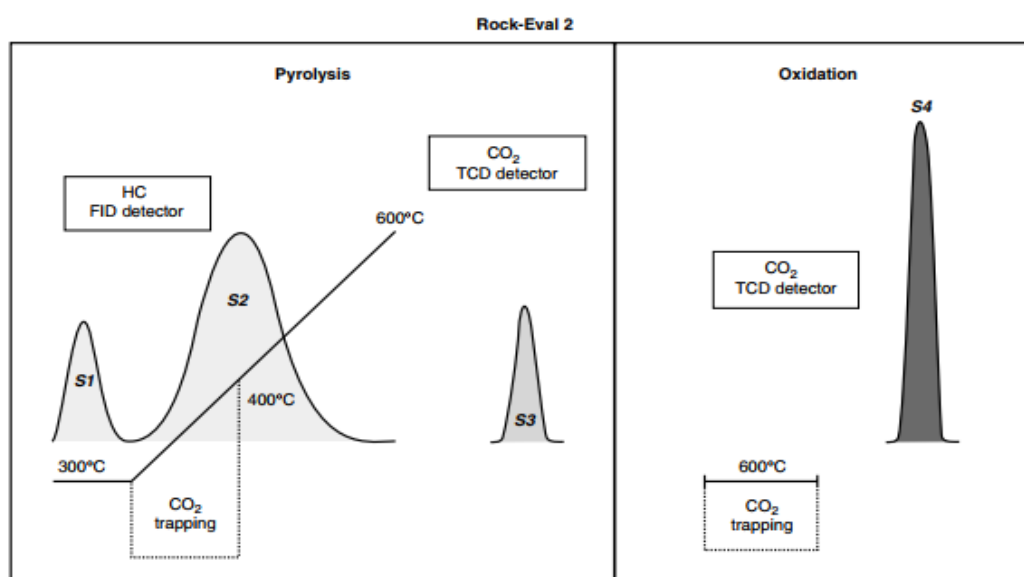 Rock-Eval 2
Pyrolysis
HC
FID detector
CO₂
TCD detector
600ºC
S2
S1
400ºC
S3
300ºC
CO₂
trapping
Oxidation
S4
CO₂
TCD detector
600ºC
CO₂
trapping